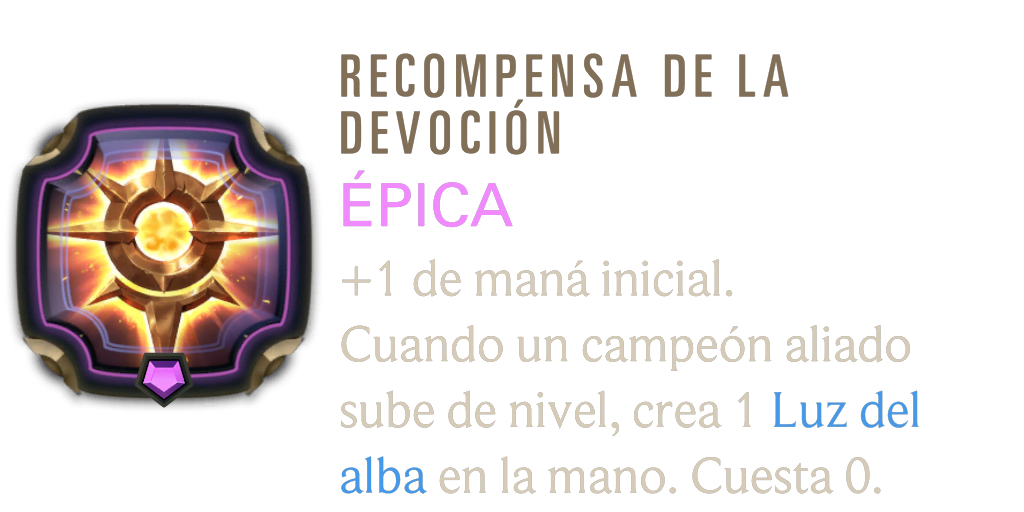 RECOMPENSA DE LA
DEVOCIÓN
ÉPICA
+1 de maná inicial.
Cuando un campeón aliado
sube de nivel, crea 1 Luz del
alba en la mano. Cuesta 0.